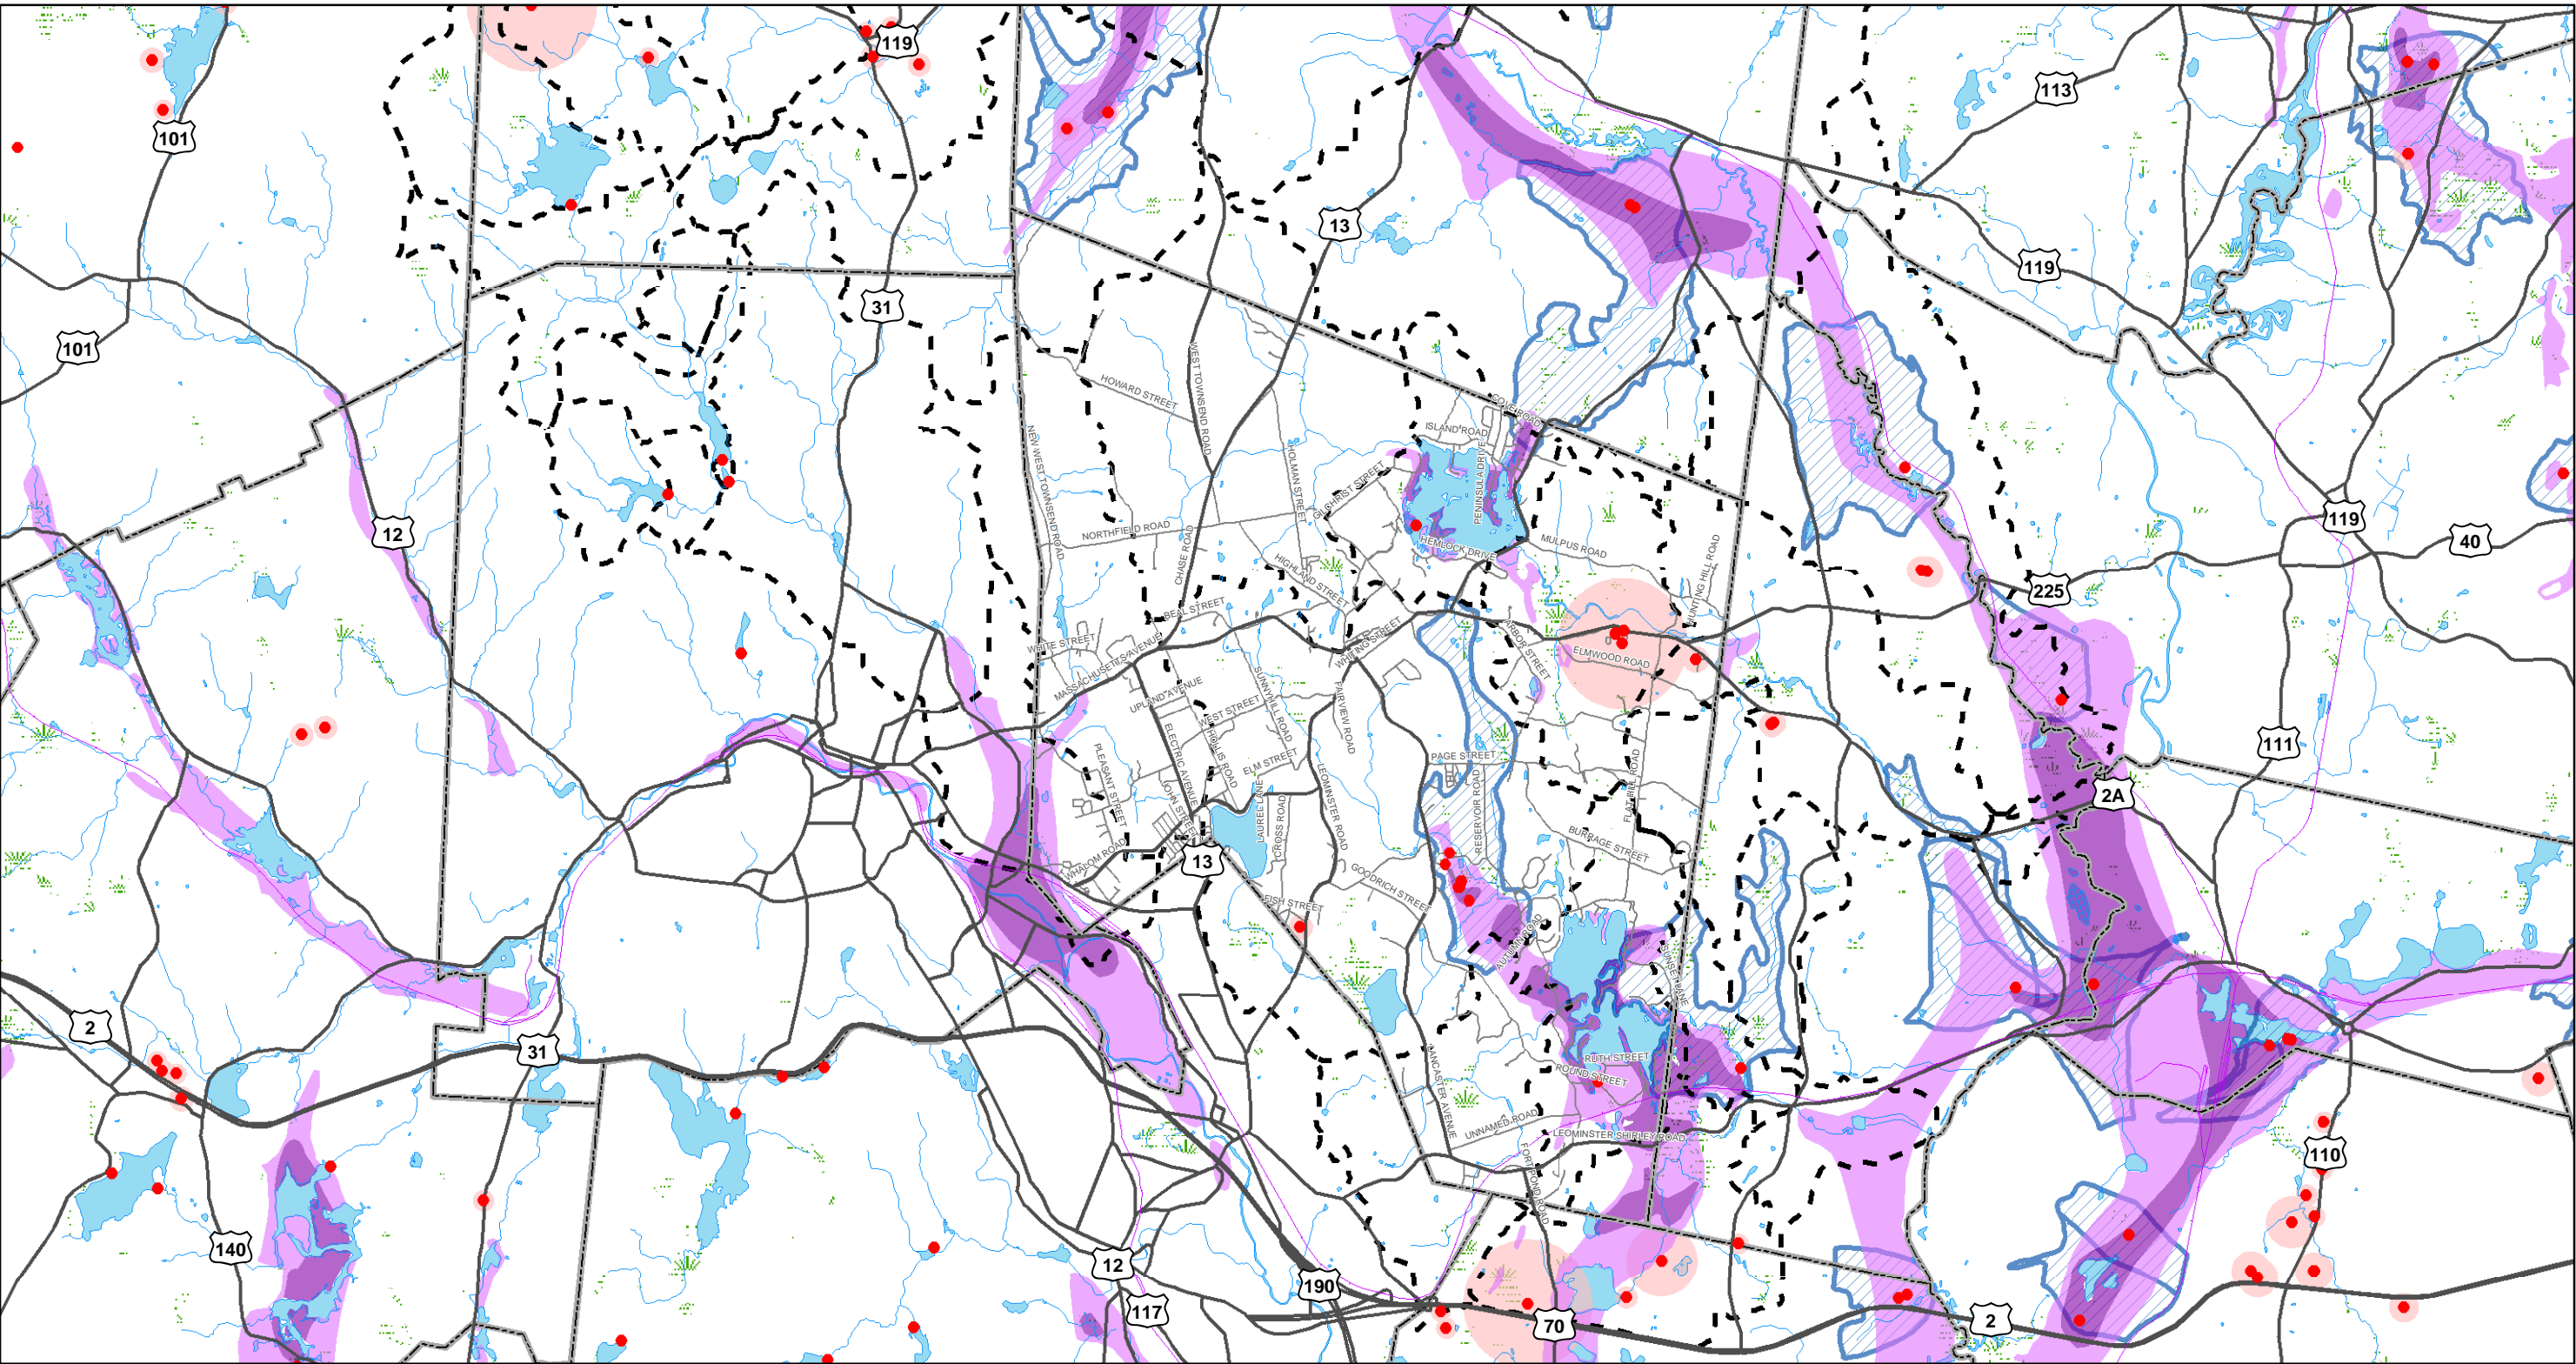 119
113
101
13
119
31
101
HOWARD STREET
WEST TOWNSEND ROAD
COVE ROAD
ISLAND ROAD
PENINSULA DRIVE
HOLMAN STREET
GILCHRIST STREET
NEW WEST TOWNSEND ROAD
NORTHFIELD ROAD
CHASE ROAD
12
119
40
HEMLOCK DRIVE
MULPUS ROAD
HIGHLAND STREET
HUNTING HILL ROAD
225
BEAL STREET
WHITE STREET
MASSACHUSETTS AVENUE
WHITING STREET
ARBOR STREET
ELMWOOD ROAD
UPLAND AVENUE
SUNNYHILL ROAD
FAIRVIEW ROAD
WEST STREET
HOLLIS ROAD
ELECTRIC AVENUE
PLEASANT STREET
ELM STREET
PAGE STREET
111
2A
JOHN STREET
LAUREL LANE
CROSS ROAD
LEOMINSTER ROAD
RESERVOIR ROAD
FLAT HILL ROAD
BURRAGE STREET
WHALOM ROAD
13
GOODRICH STREET
FISH STREET
AUTUMN ROAD
SUNSET LANE
2
31
RUTH STREET
ROUND STREET
LANCASTER AVENUE
UNNAMED ROAD
LEOMINSTER SHIRLEY ROAD
FORT POND ROAD
110
140
12
190
117
70
2